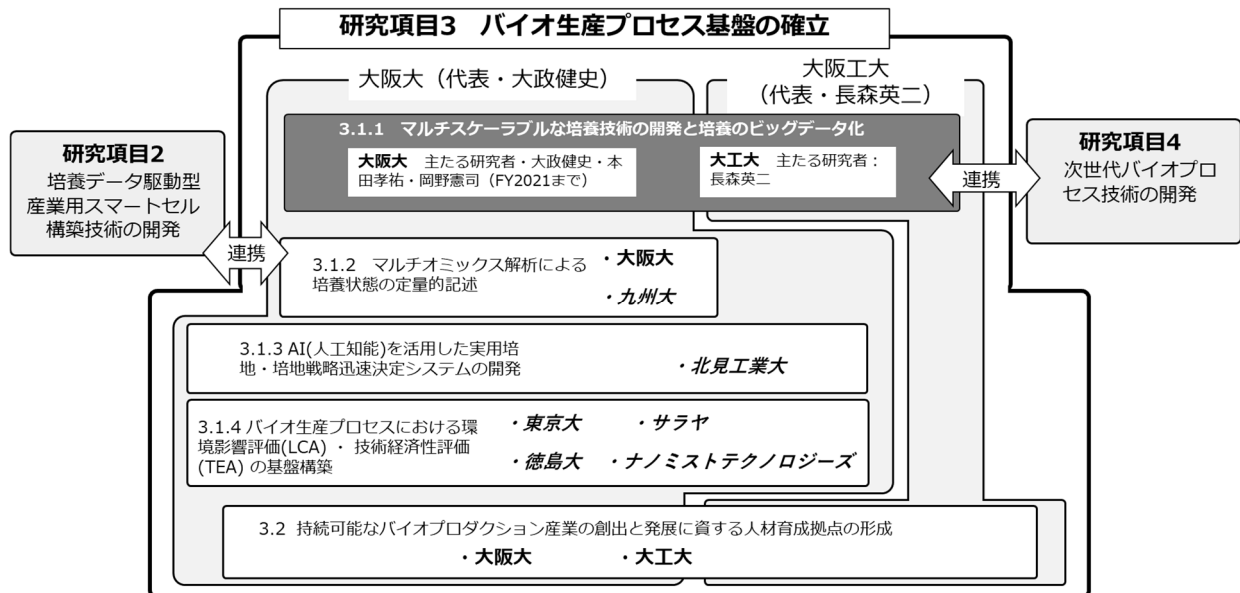 研究項目3　バイオ生産プロセス基盤の確立
大阪大（代表・大政健史）
大阪工大
（代表・長森英二）
3.1.1　マルチスケーラブルな培養技術の開発と培養のビッグデータ化
大阪大　主たる研究者・大政健史・本
田孝祐・岡野憲司（FY2021まで）
大工大　主たる研究者：
長森英二
研究項目2
培養データ駆動型
産業用スマートセル
構築技術の開発
連携
連携
研究項目4
次世代バイオプロ
セス技術の開発
3.1.2　マルチオミックス解析による
培養状態の定量的記述
・大阪大
・九州大
3.1.3 AI(人工知能)を活用した実用培
地・培地戦略迅速決定システムの開発
・北見工業大
3.1.4 バイオ生産プロセスにおける環
境影響評価(LCA) ・ 技術経済性評価
(TEA) の基盤構築
・東京大
・サラヤ
・徳島大
・ナノミストテクノロジーズ
3.2 持続可能なバイオプロダクション産業の創出と発展に資する人材育成拠点の形成
・大阪大
・大工大